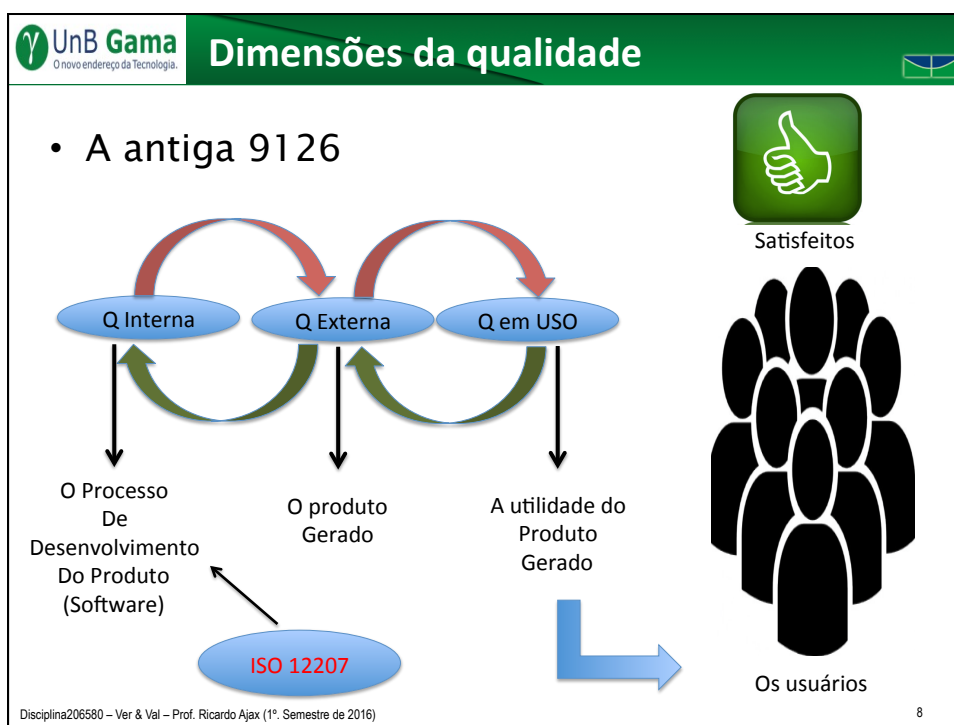 γ UnB Gama
O novo endereço da Tecnologia.
Dimensões da qualidade
• A antiga 9126
Satisfeitos
Q Interna
Q Externa
Q em USO
O Processo
De
Desenvolvimento
Do Produto
(Software)
O produto
Gerado
A utilidade do
Produto
Gerado
ISO 12207
Os usuários
Disciplina206580 – Ver & Val – Prof. Ricardo Ajax (1º. Semestre de 2016)
8